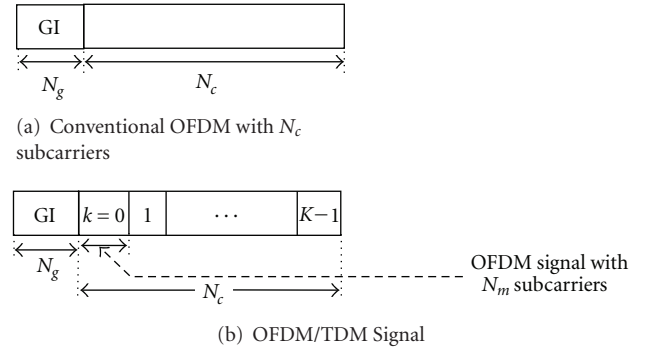 GI
N_g
N_c
(a) Conventional OFDM with N_c
subcarriers
GI k = 0 1 ⋯ K−1
N_g
N_c
OFDM signal with
N_m subcarriers
(b) OFDM/TDM Signal